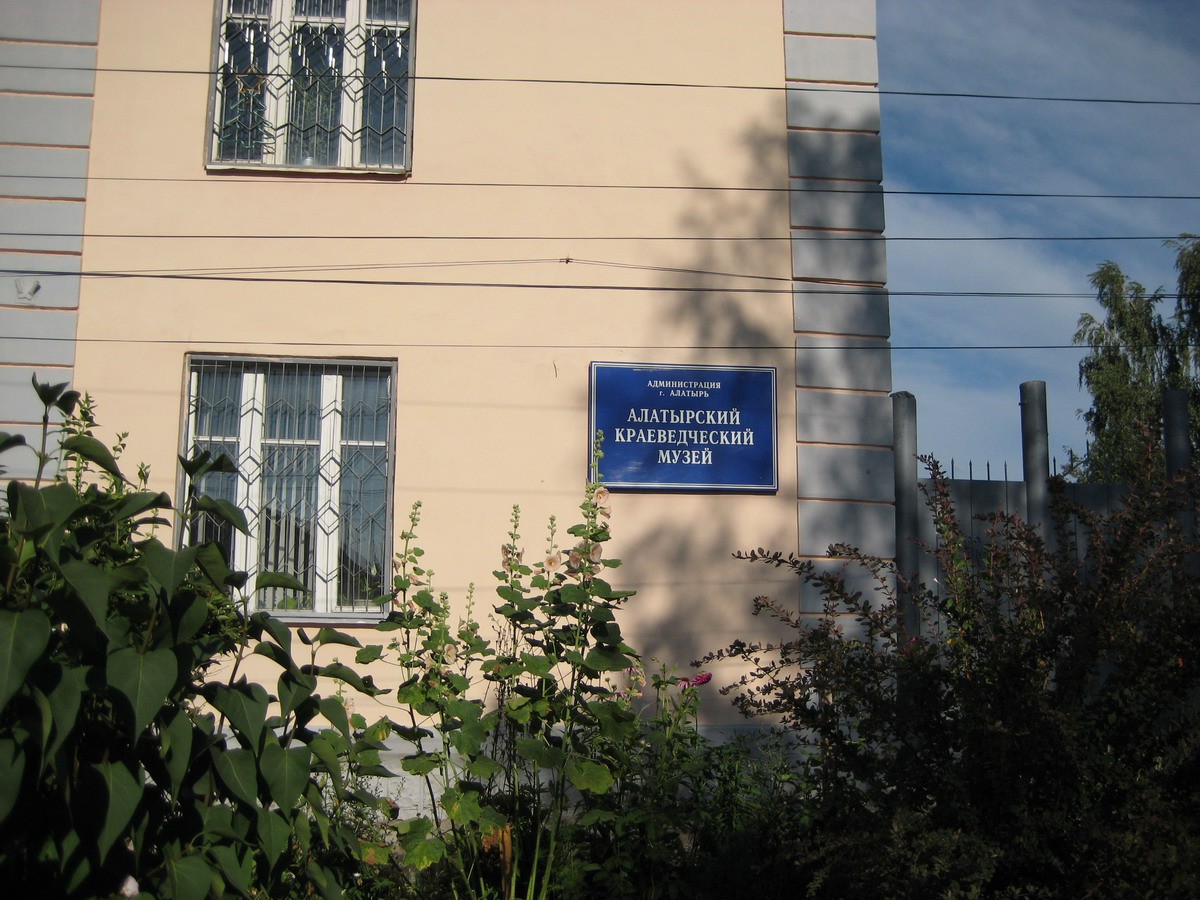 АДМИНИСТРАЦИЯ
г. АЛАТЫРЬ
АЛАТЫРСКИЙ
КРАЕВЕДЧЕСКИЙ
МУЗЕЙ